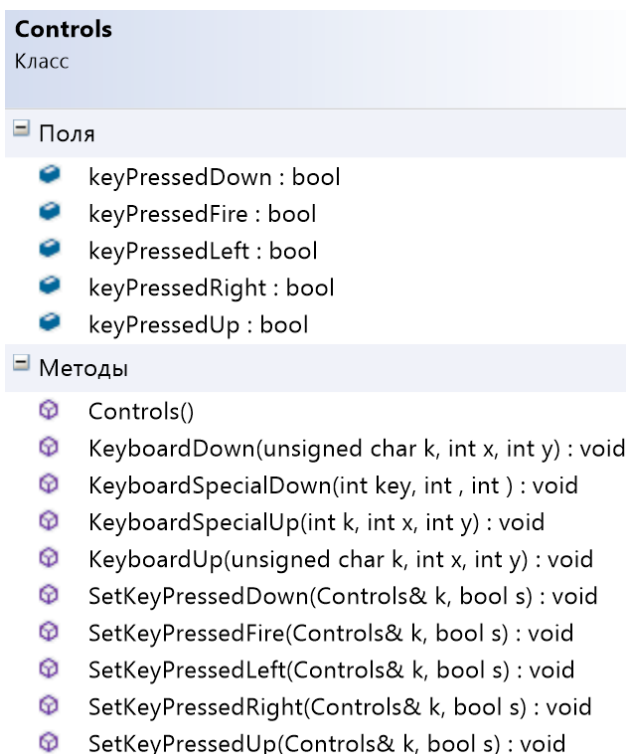 Controls
Класс
Поля
keyPressedDown : bool
keyPressedFire : bool
keyPressedLeft : bool
keyPressedRight : bool
keyPressedUp : bool
Методы
Controls()
KeyboardDown(unsigned char k, int x, int y) : void
KeyboardSpecialDown(int key, int , int ) : void
KeyboardSpecialUp(int k, int x, int y) : void
KeyboardUp(unsigned char k, int x, int y) : void
SetKeyPressedDown(Controls& k, bool s) : void
SetKeyPressedFire(Controls& k, bool s) : void
SetKeyPressedLeft(Controls& k, bool s) : void
SetKeyPressedRight(Controls& k, bool s) : void
SetKeyPressedUp(Controls& k, bool s) : void